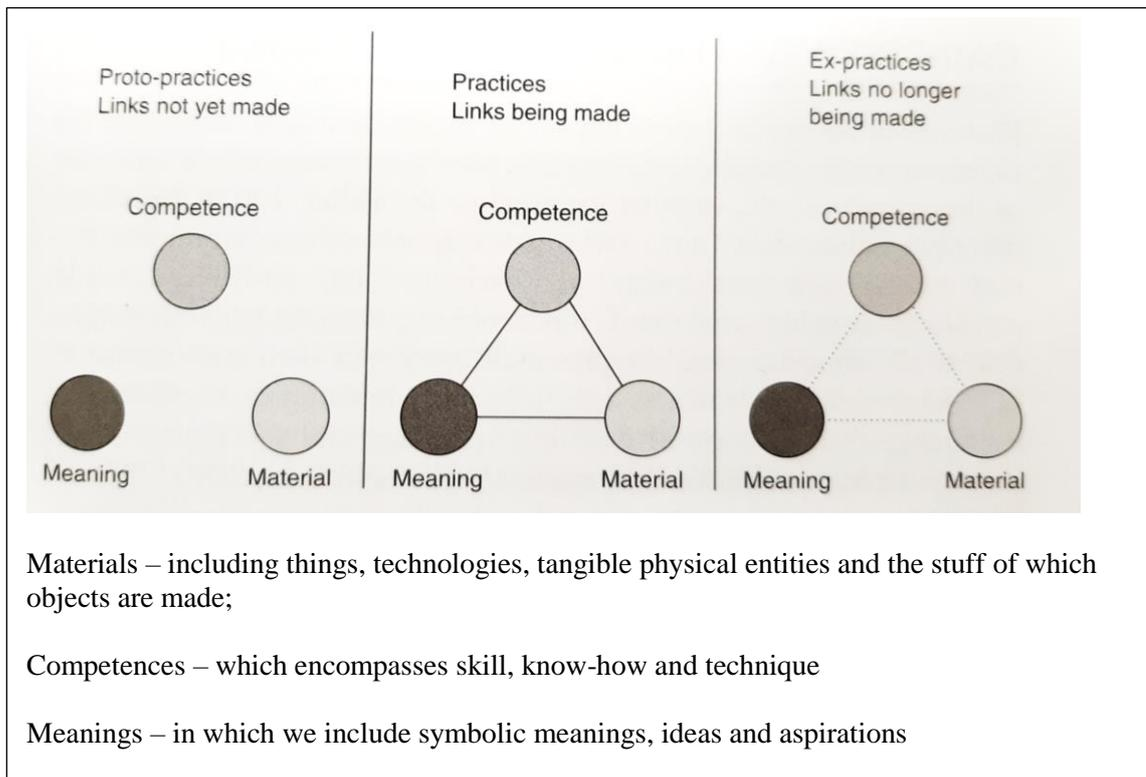 Proto-practices
Links not yet made
Competence
Meaning
Material
Practices
Links being made
Competence
Meaning
Material
Ex-practices
Links no longer
being made
Competence
Meaning
Material
Materials – including things, technologies, tangible physical entities and the stuff of which
objects are made;
Competences – which encompasses skill, know-how and technique
Meanings – in which we include symbolic meanings, ideas and aspirations